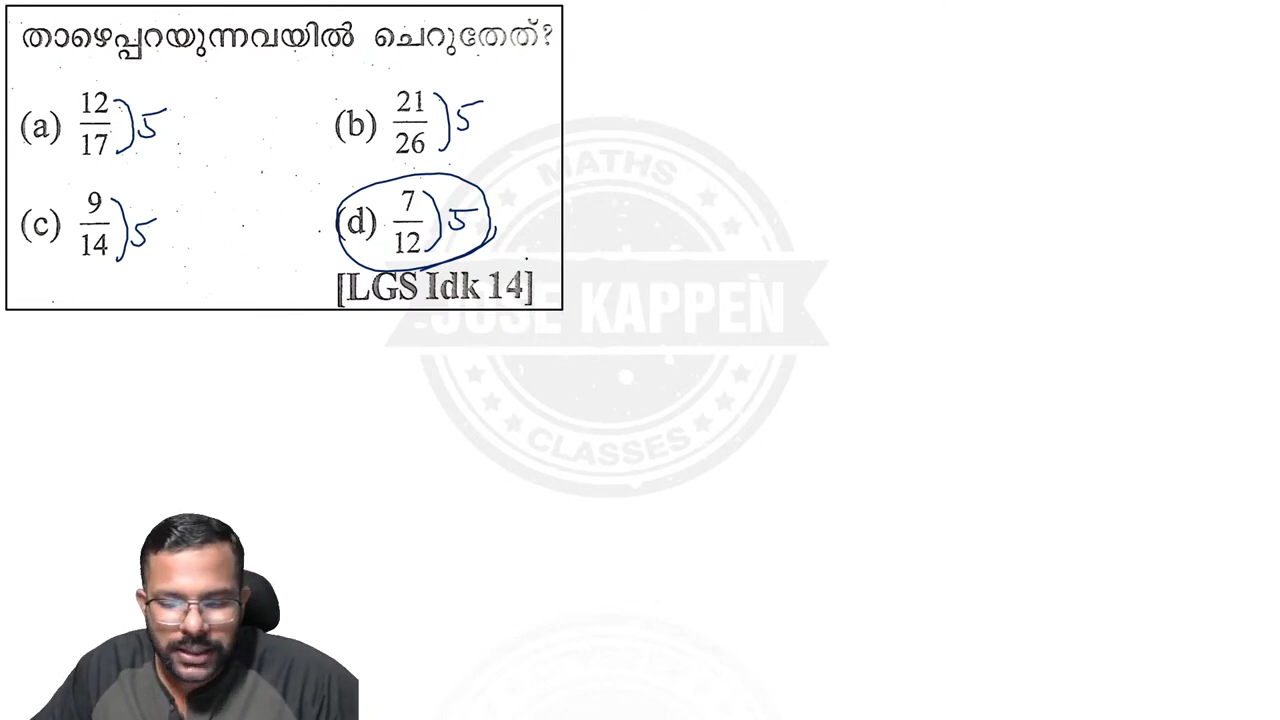 താഴെപ്പറയുന്നവയിൽ ചെറുതേത്?
(a) 12/17 ) 5 (b) 21/26 ) 5
(c) 9/14 ) 5 (d) 7/12 ) 5
[LGS Idk 14]
MATHS
JOSE KAPPEN
CLASSES